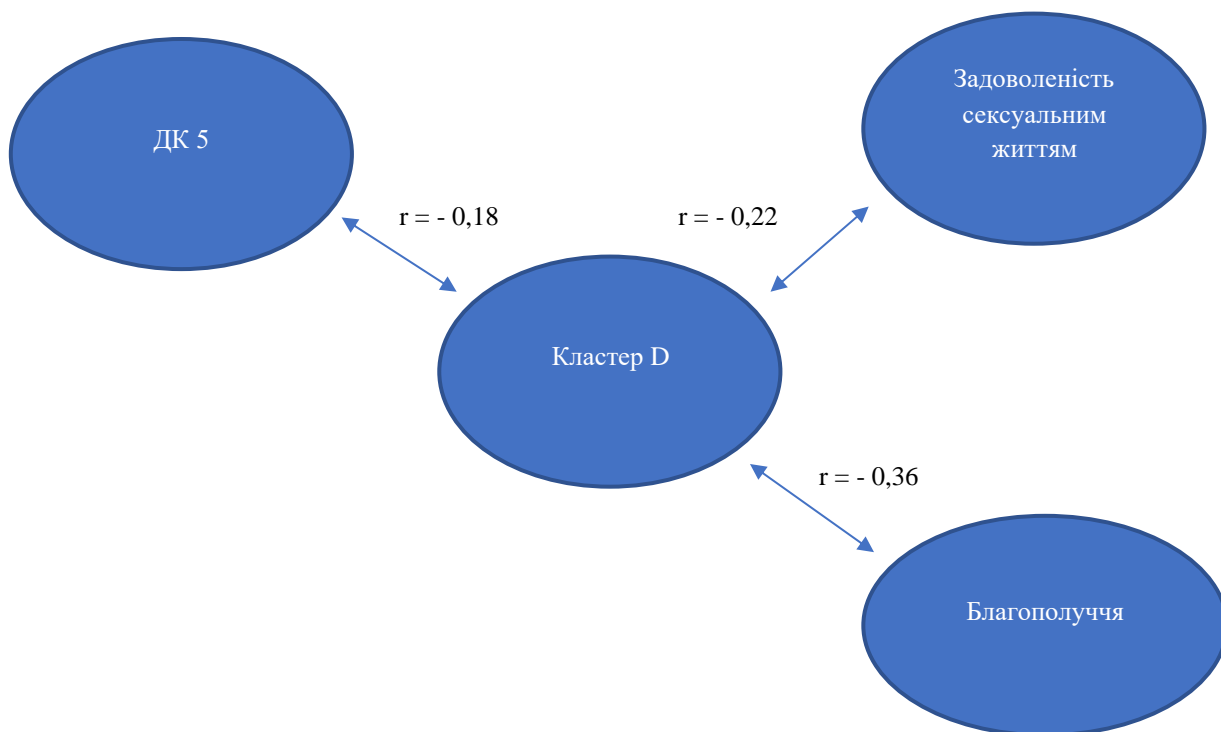 ДК 5
Задоволеність
сексуальним
життям
r = - 0,18
r = - 0,22
Кластер D
r = - 0,36
Благополуччя